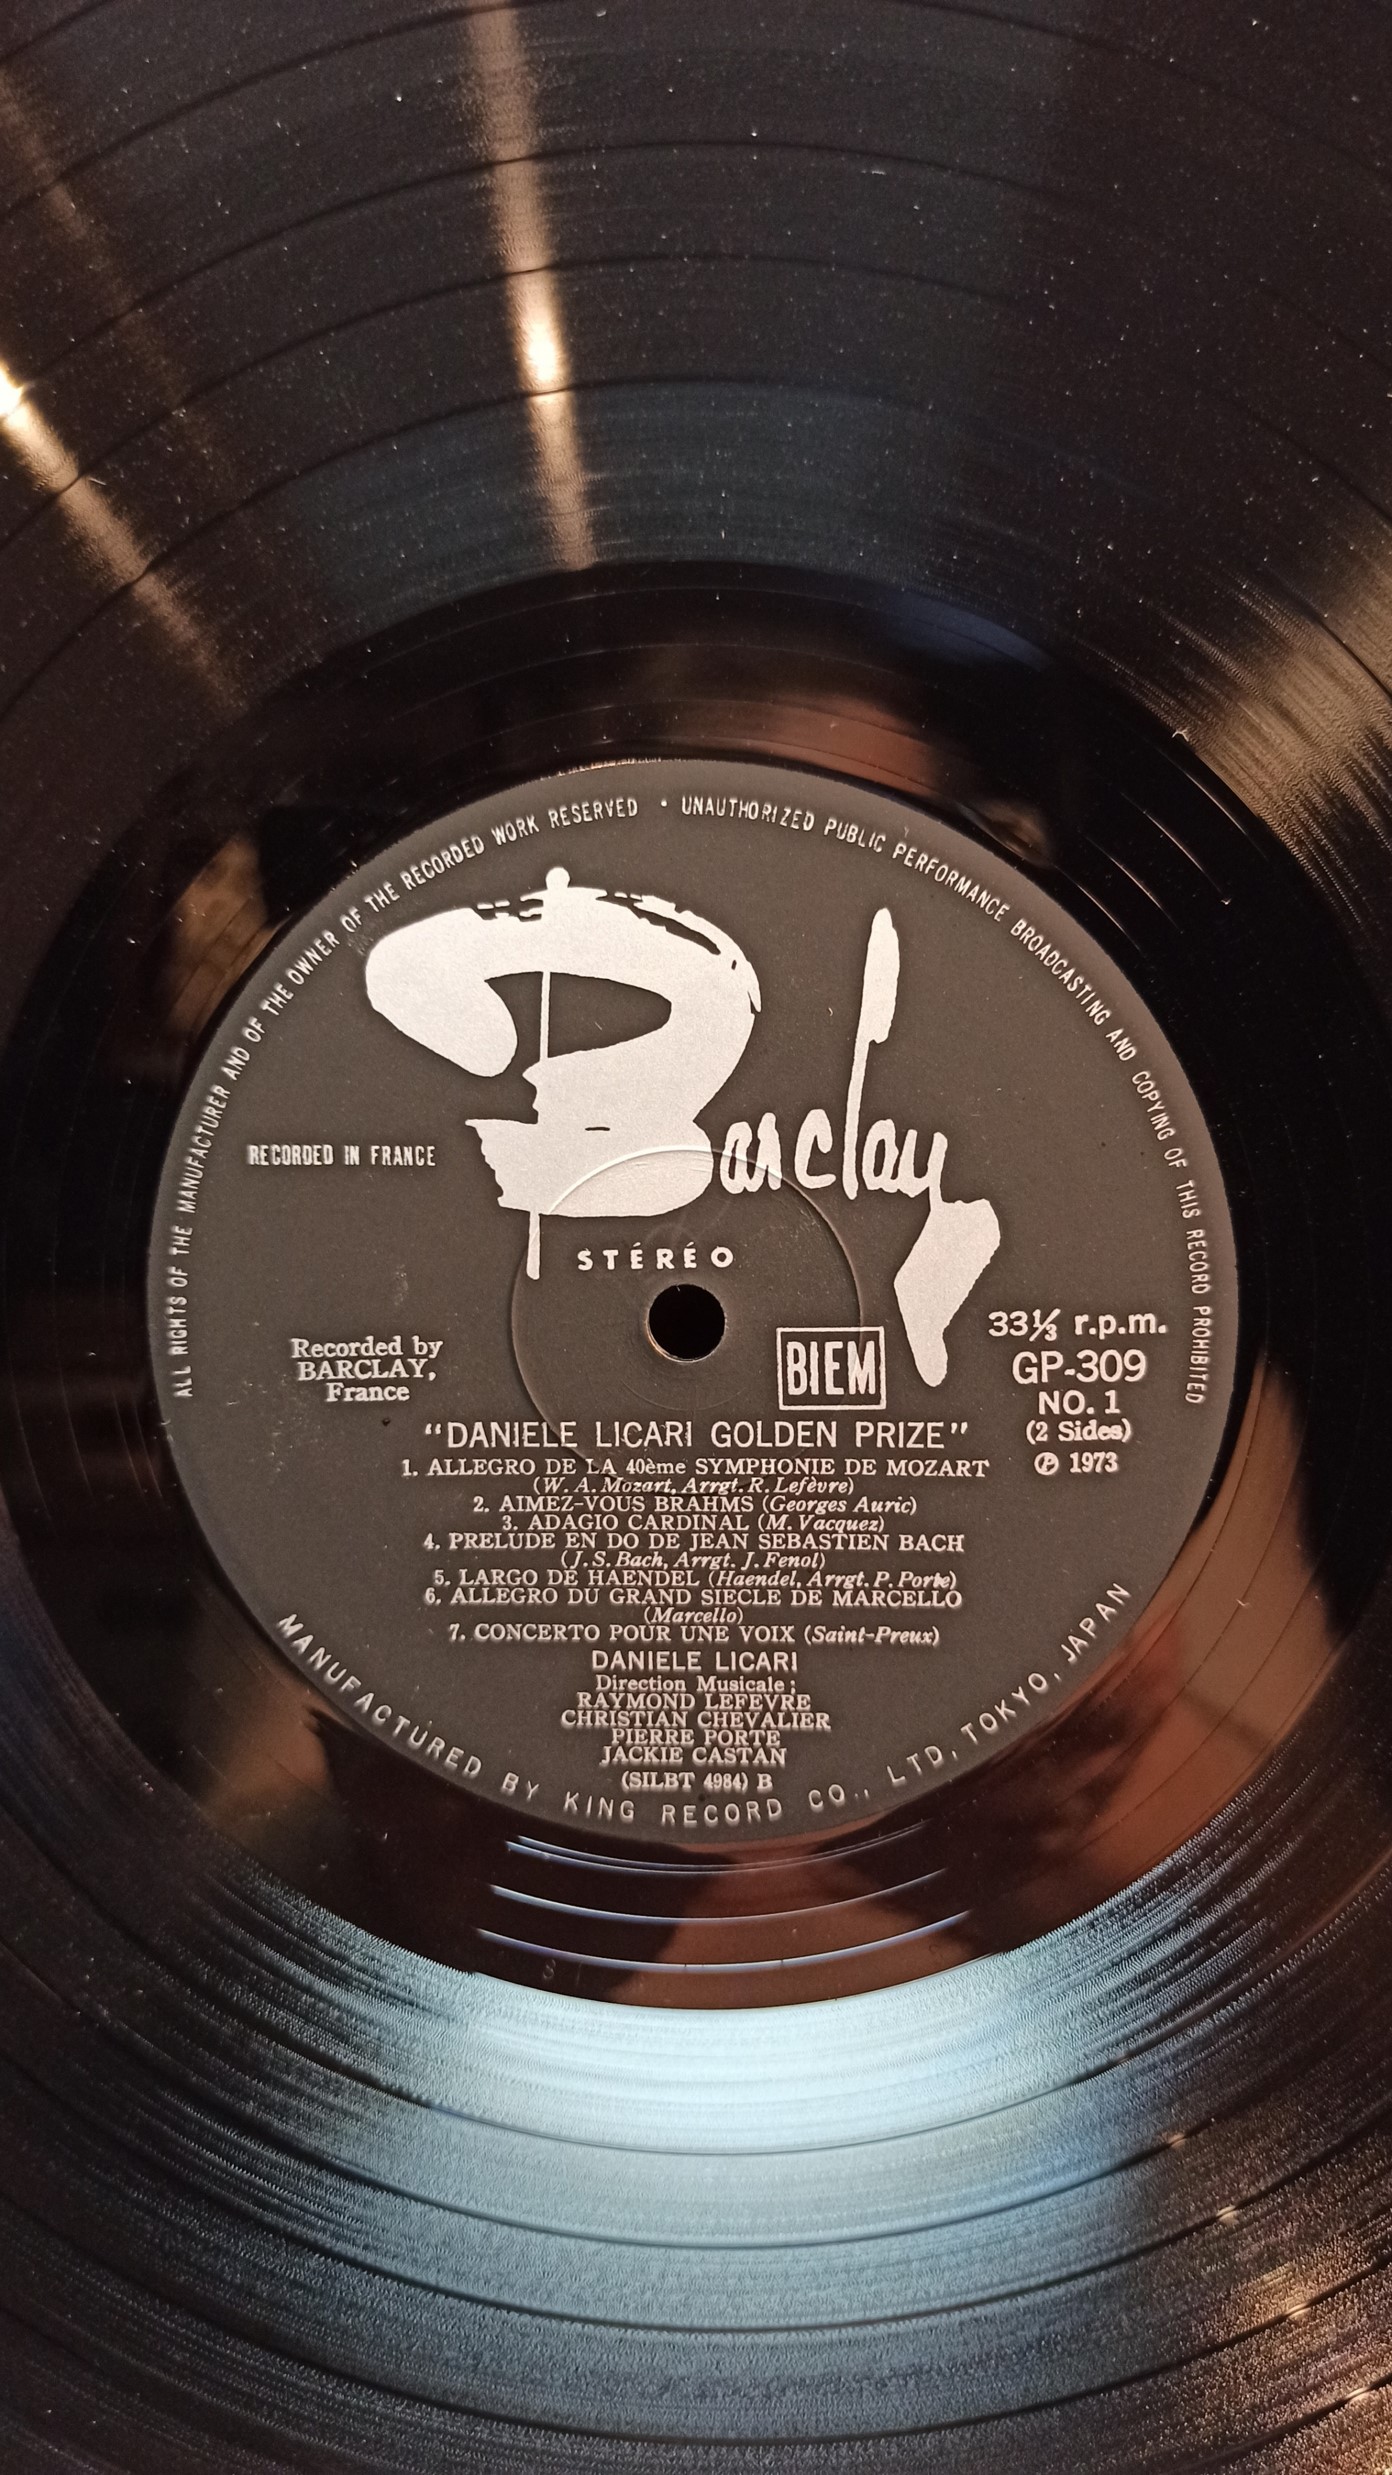 ALL RIGHTS OF THE MANUFACTURER AND OF THE OWNER OF THE RECORDED WORK RESERVED • UNAUTHORIZED PUBLIC PERFORMANCE BROADCASTING AND COPYING OF THIS RECORD PROHIBITED
Barclay
RECORDED IN FRANCE
STÉRÉO
Recorded by
BARCLAY,
France
BIEM
33⅓ r.p.m.
GP-309
NO. 1
(2 Sides)
Ⓟ 1973
"DANIELE LICARI GOLDEN PRIZE"
1. ALLEGRO DE LA 40ème SYMPHONIE DE MOZART
(W. A. Mozart, Arrgt. R. Lefèvre)
2. AIMEZ-VOUS BRAHMS (Georges Auric)
3. ADAGIO CARDINAL (M. Vacquez)
4. PRELUDE EN DO DE JEAN SEBASTIEN BACH
(J. S. Bach, Arrgt. J. Fenol)
5. LARGO DE HAENDEL (Haendel, Arrgt. P. Porte)
6. ALLEGRO DU GRAND SIECLE DE MARCELLO
(Marcello)
7. CONCERTO POUR UNE VOIX (Saint-Preux)
DANIELE LICARI
Direction Musicale ;
RAYMOND LEFEVRE
CHRISTIAN CHEVALIER
PIERRE PORTE
JACKIE CASTAN
(SILBT 4984) B
MANUFACTURED BY KING RECORD CO., LTD. TOKYO, JAPAN